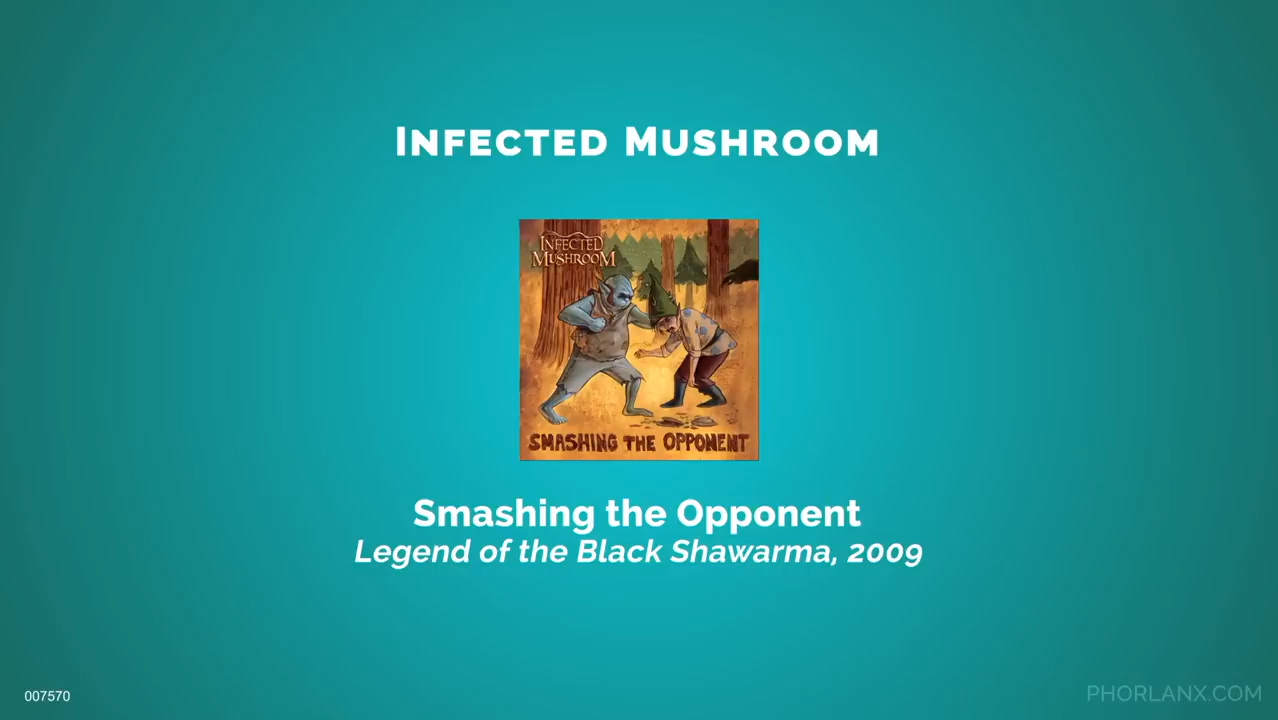 Infected Mushroom
INFECTED
MUSHROOM
SMASHING THE OPPONENT
Smashing the Opponent
Legend of the Black Shawarma, 2009
007570
PHORLANX.COM